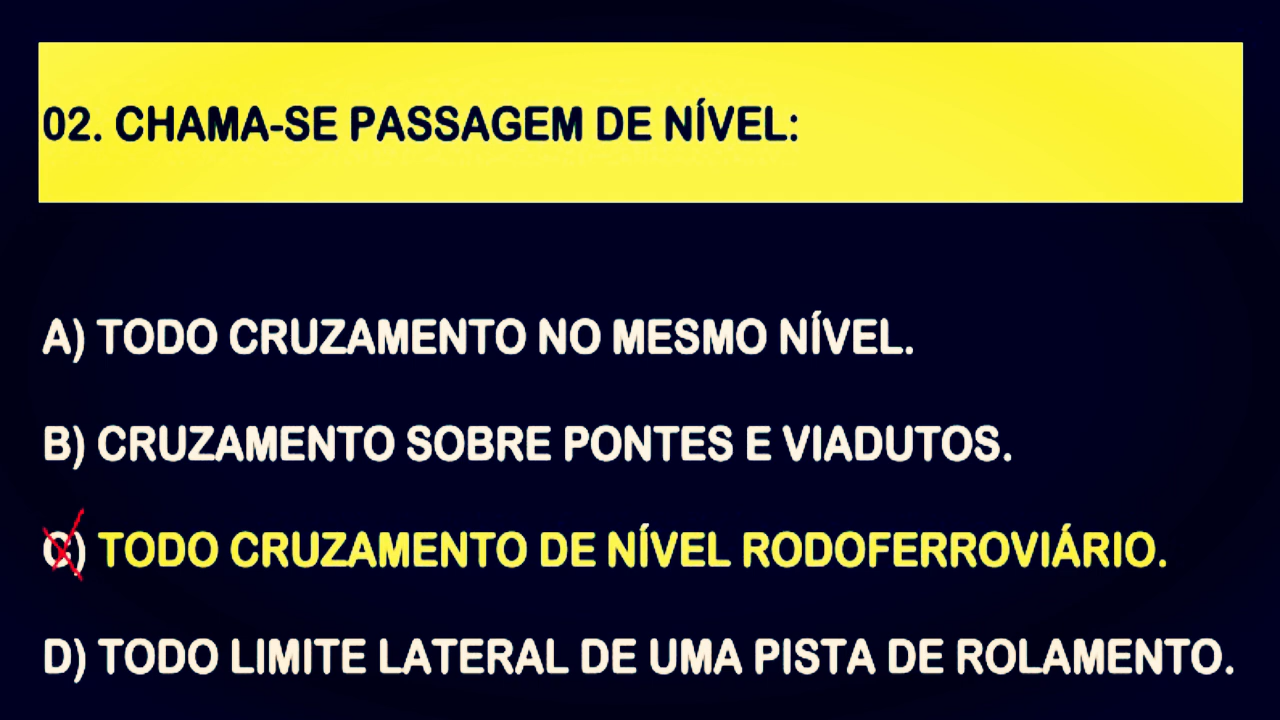 02. CHAMA-SE PASSAGEM DE NÍVEL:
A) TODO CRUZAMENTO NO MESMO NÍVEL.
B) CRUZAMENTO SOBRE PONTES E VIADUTOS.
C) TODO CRUZAMENTO DE NÍVEL RODOFERROVIÁRIO.
D) TODO LIMITE LATERAL DE UMA PISTA DE ROLAMENTO.